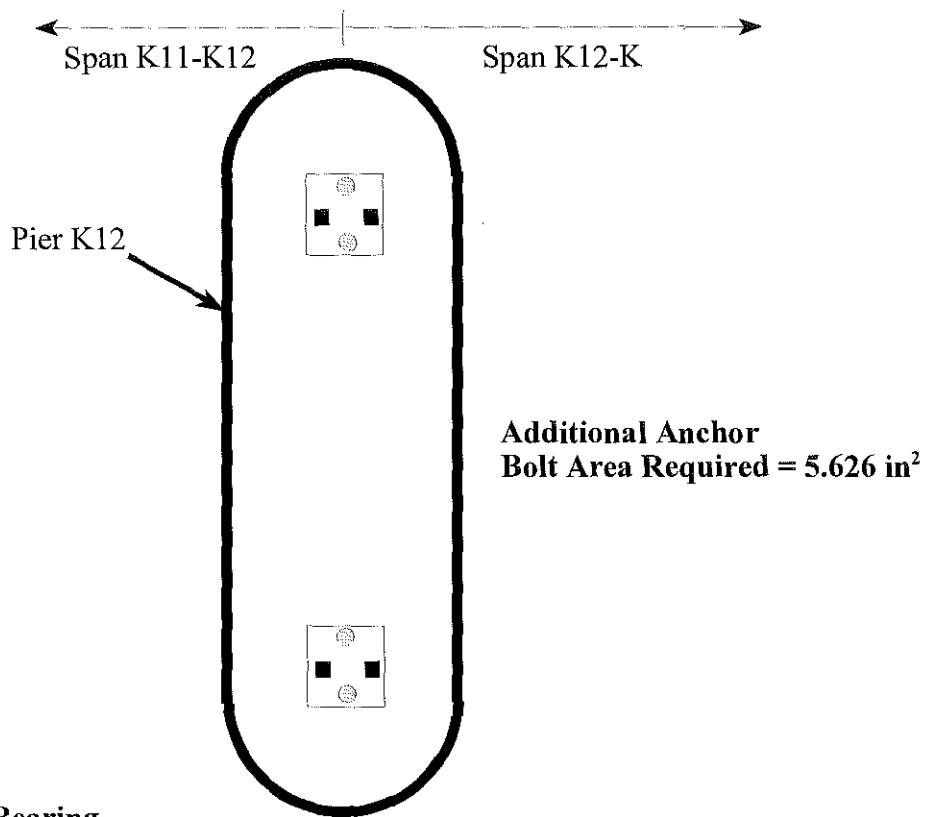 Span K11-K12
Span K12-K
Pier K12
Additional Anchor
Bolt Area Required = 5.626 in²